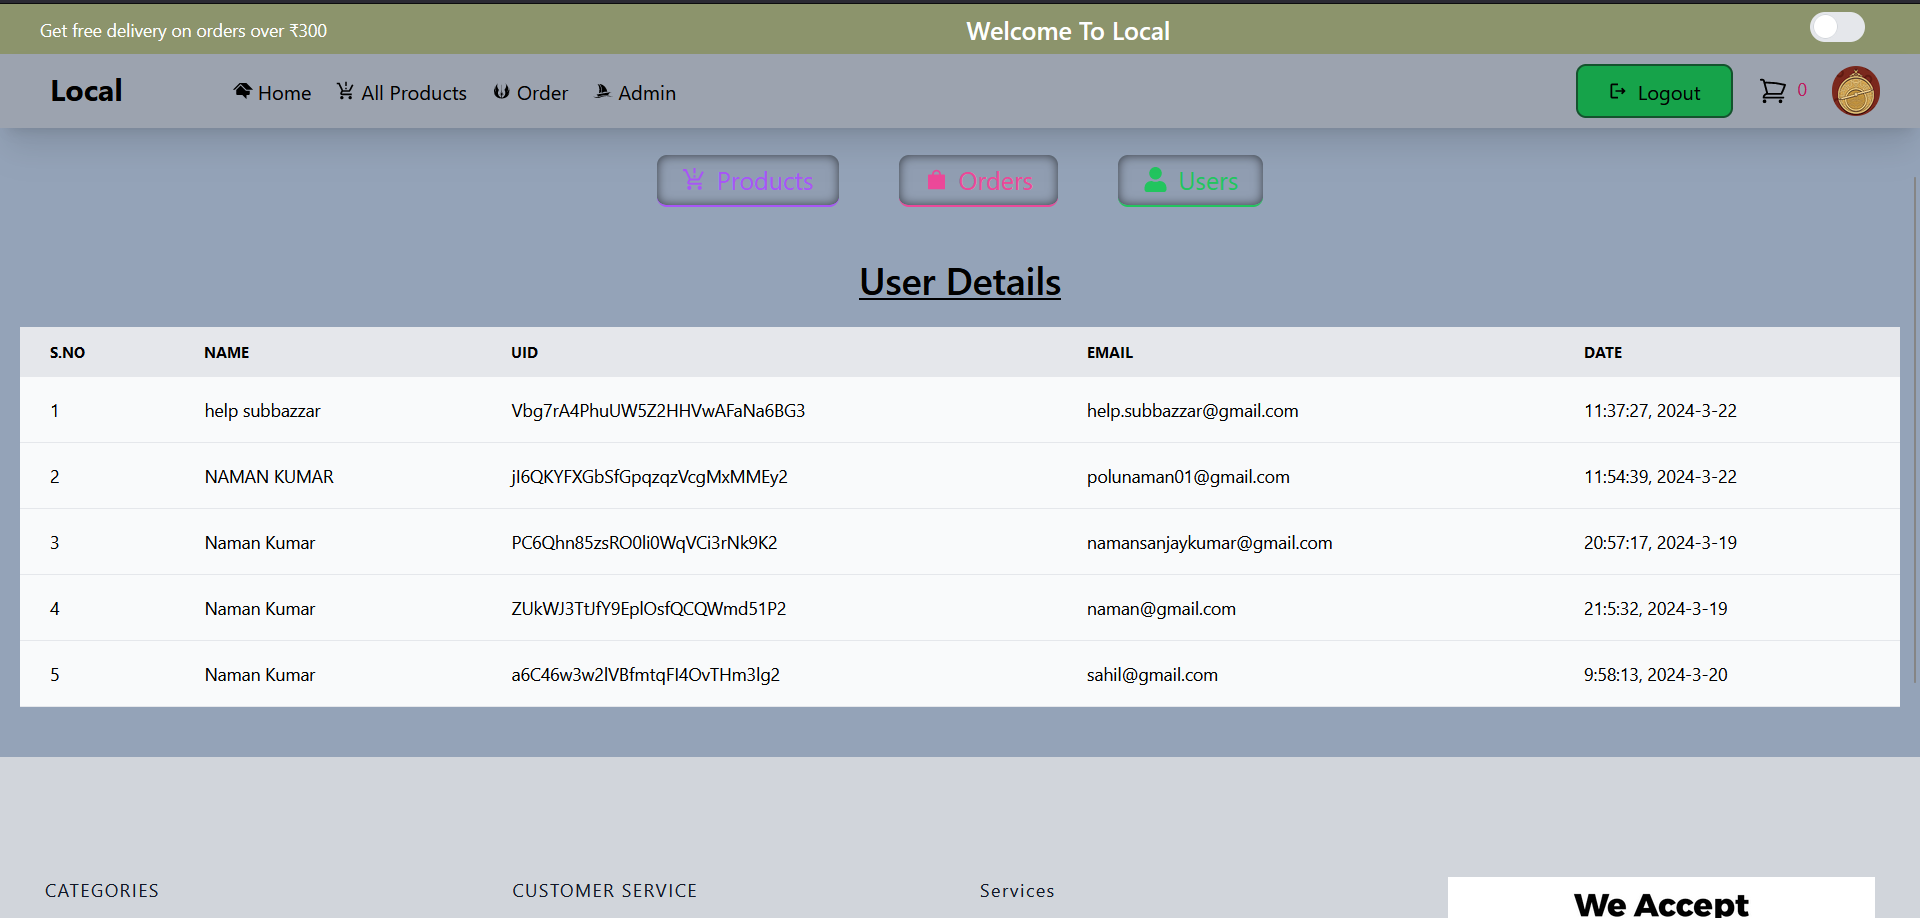 Get free delivery on orders over ₹300
Welcome To Local
Local
Home
All Products
Order
Admin
Logout
0
Products
Orders
Users
User Details
S.NO NAME UID EMAIL DATE
1 help subbazzar Vbg7rA4PhuUW5Z2HHVwAFaNa6BG3 help.subbazzar@gmail.com 11:37:27, 2024-3-22
2 NAMAN KUMAR jI6QKYFXGbSfGpqzqzVcgMxMMEy2 polunaman01@gmail.com 11:54:39, 2024-3-22
3 Naman Kumar PC6Qhn85zsRO0li0WqVCi3rNk9K2 namansanjaykumar@gmail.com 20:57:17, 2024-3-19
4 Naman Kumar ZUkWJ3TtJfY9EplOsfQCQWmd51P2 naman@gmail.com 21:5:32, 2024-3-19
5 Naman Kumar a6C46w3w2lVBfmtqFI4OvTHm3lg2 sahil@gmail.com 9:58:13, 2024-3-20
CATEGORIES
CUSTOMER SERVICE
Services
We Accept